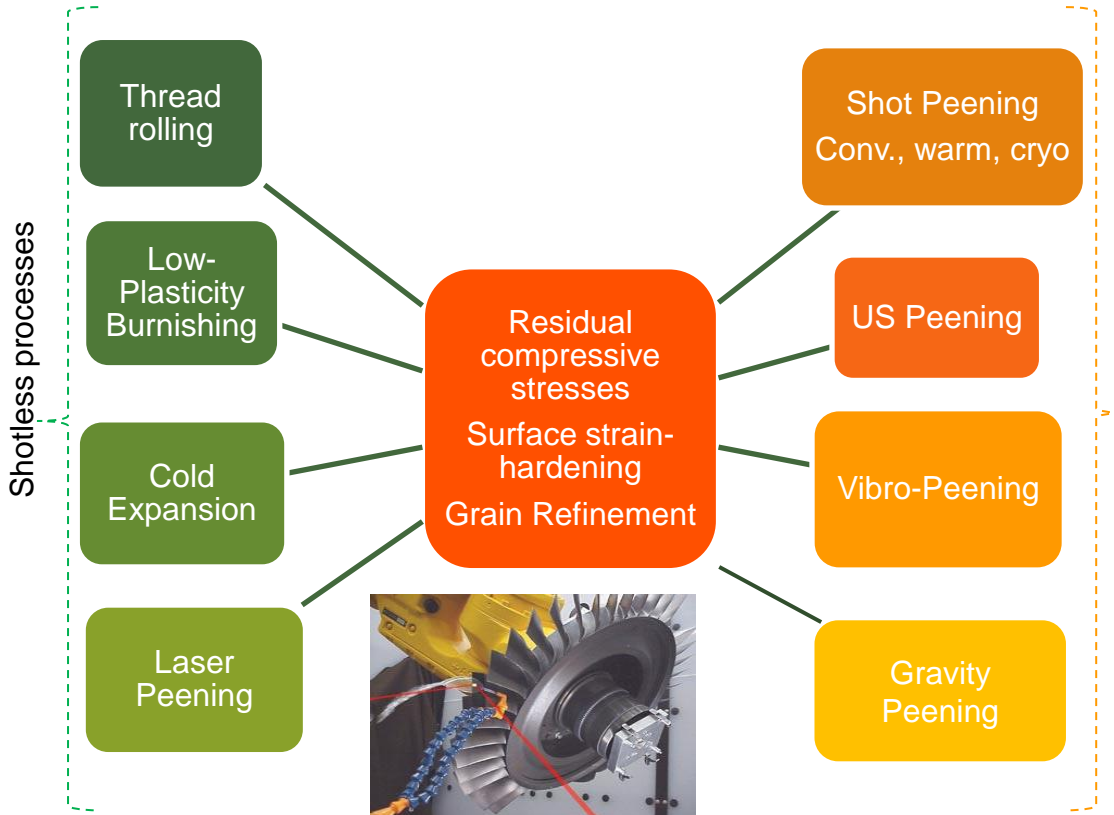 Shotless processes
Thread
rolling
Low-
Plasticity
Burnishing
Cold
Expansion
Laser
Peening
Residual
compressive
stresses
Surface strain-
hardening
Grain Refinement
Shot Peening
Conv., warm, cryo
US Peening
Vibro-Peening
Gravity
Peening